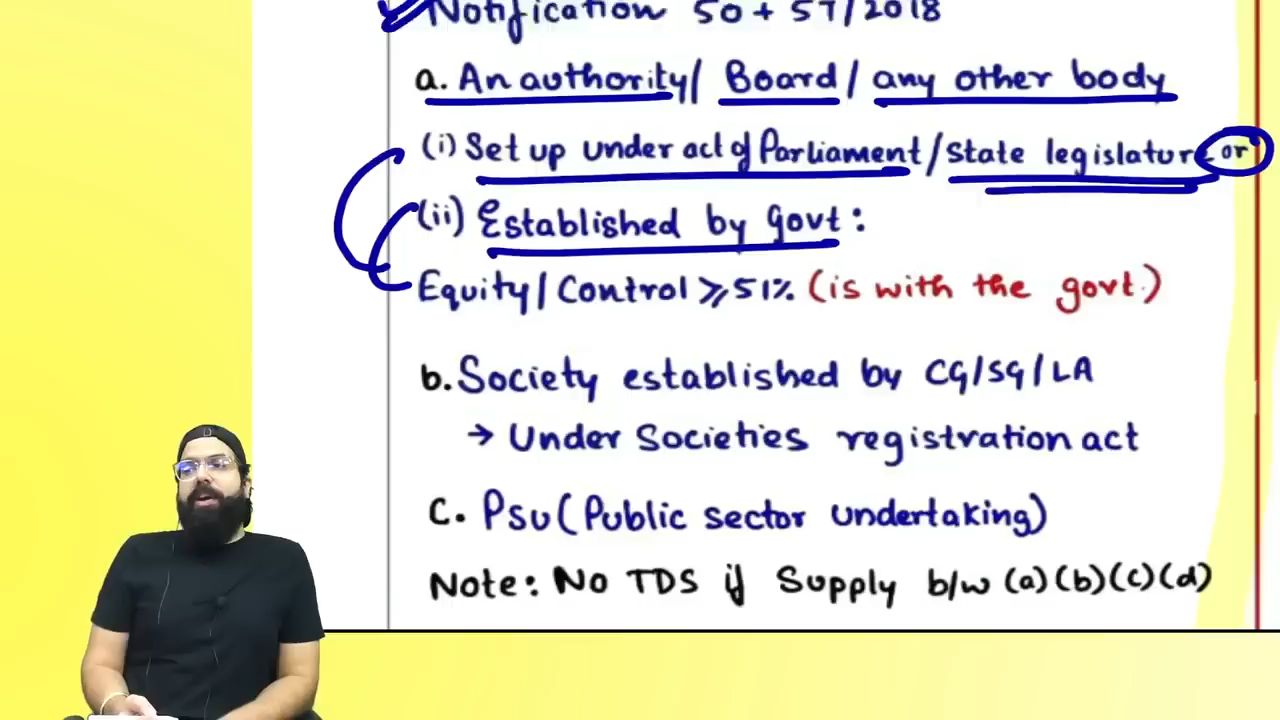 Notification 50 + 57/2018
a. An authority/ Board / any other body
(i) Set up under act of Parliament/State legislature or
(ii) Established by govt:
Equity/Control ⩾51% (is with the govt.)
b. Society established by CG/SG/LA
→ Under Societies registration act
C. PSU (Public sector undertaking)
Note: No TDS if Supply b/w (a)(b)(c)(d)